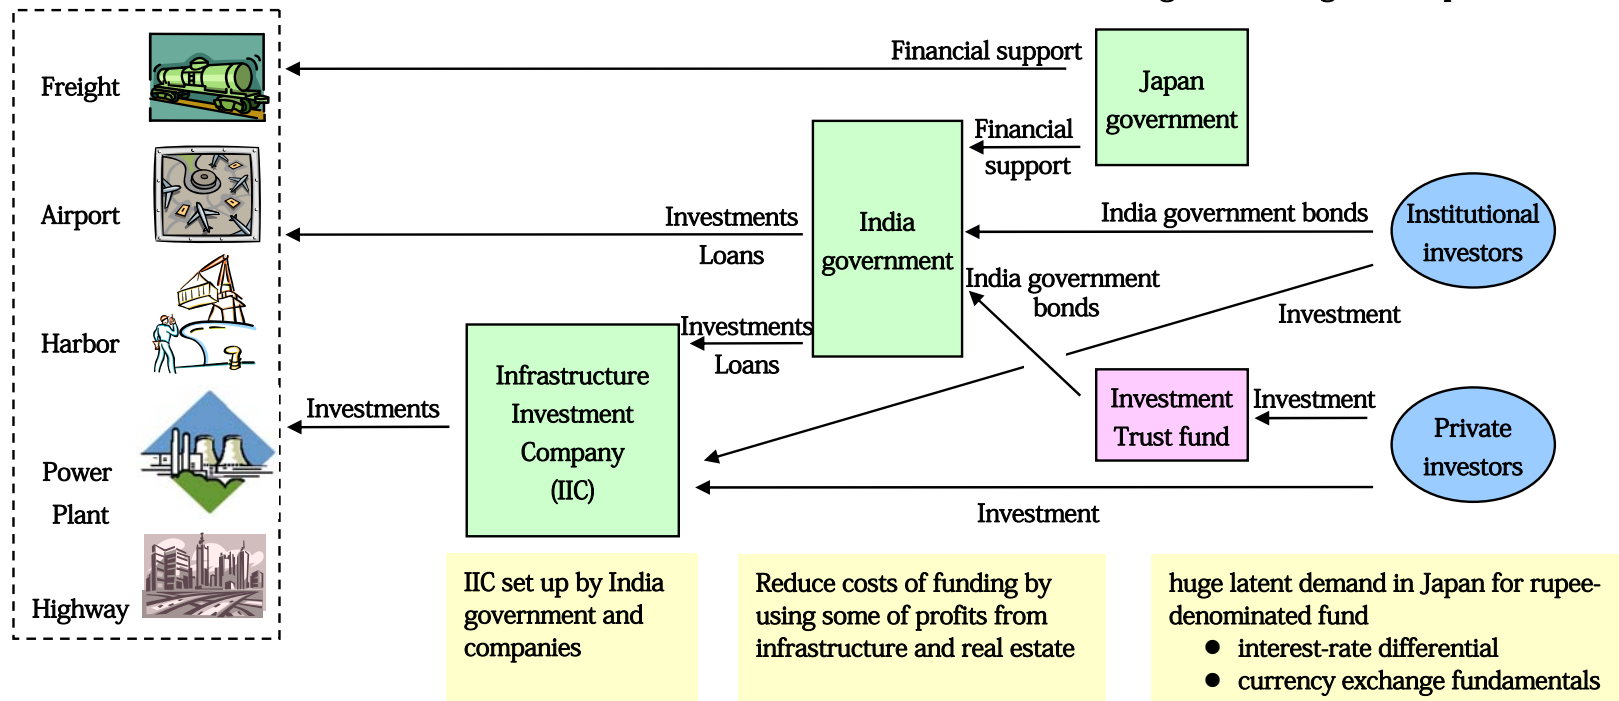 Freight
Airport
Harbor
Power
Plant
Highway
Financial support
Japan
government
Financial
support
India
government
Investments
Loans
India government bonds
Institutional
investors
India government
bonds
Investment
Investments
Loans
Infrastructure
Investment
Company
(IIC)
Investments
Investment
Trust fund
Investment
Private
investors
Investment
IIC set up by India
government and
companies
Reduce costs of funding by
using some of profits from
infrastructure and real estate
huge latent demand in Japan for rupee-
denominated fund
● interest-rate differential
● currency exchange fundamentals